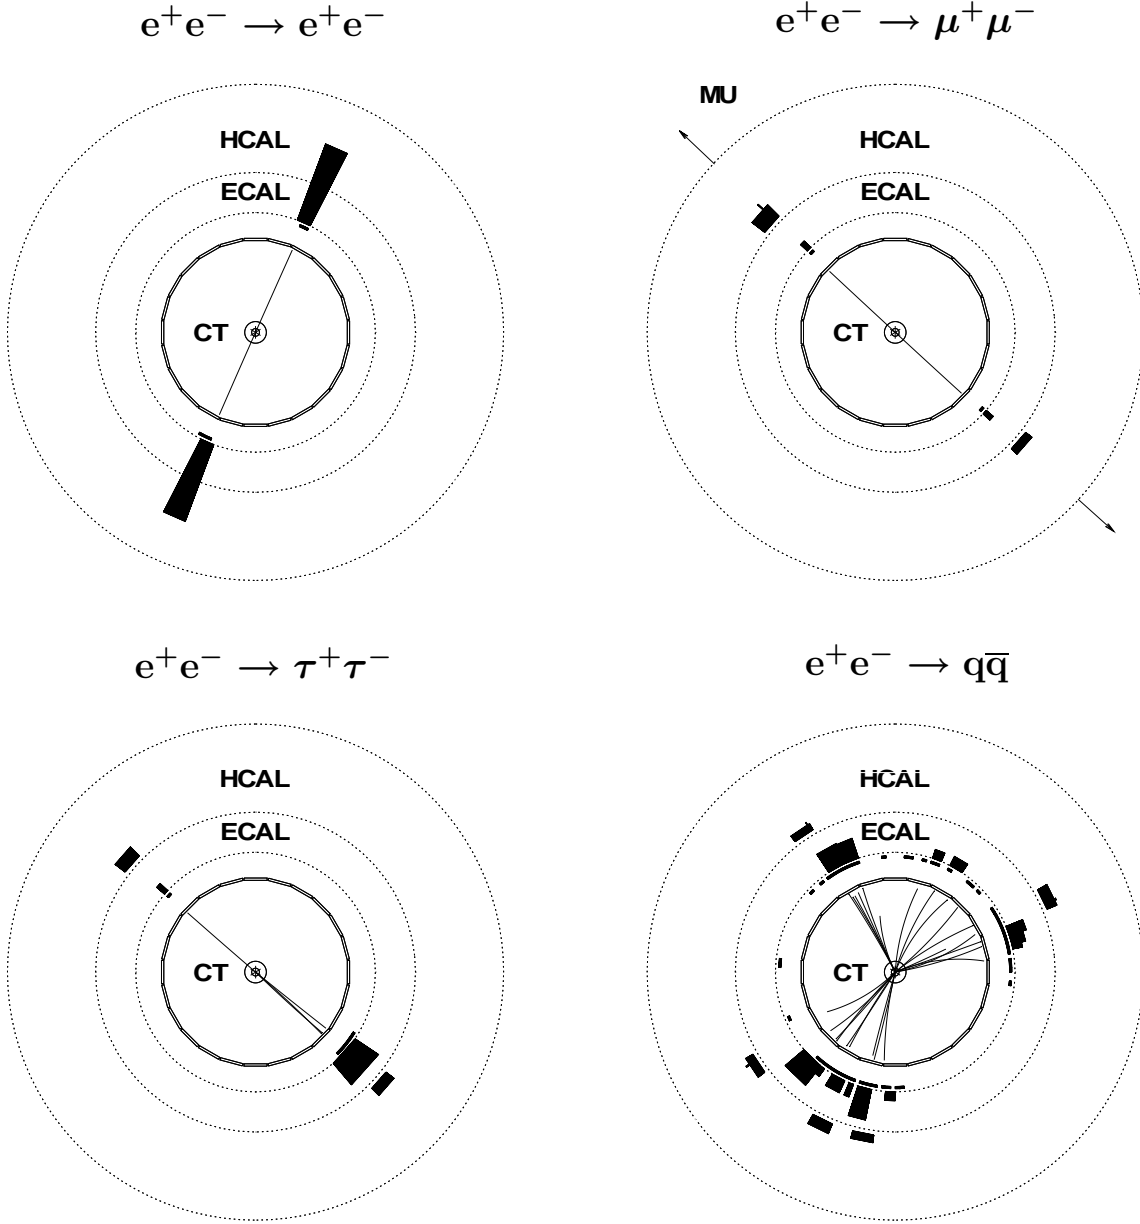 e⁺e⁻ → e⁺e⁻
e⁺e⁻ → μ⁺μ⁻
MU
HCAL
HCAL
ECAL
ECAL
CT
CT
e⁺e⁻ → τ⁺τ⁻
e⁺e⁻ → qq̅
HCAL
HCAL
ECAL
ECAL
CT
CT